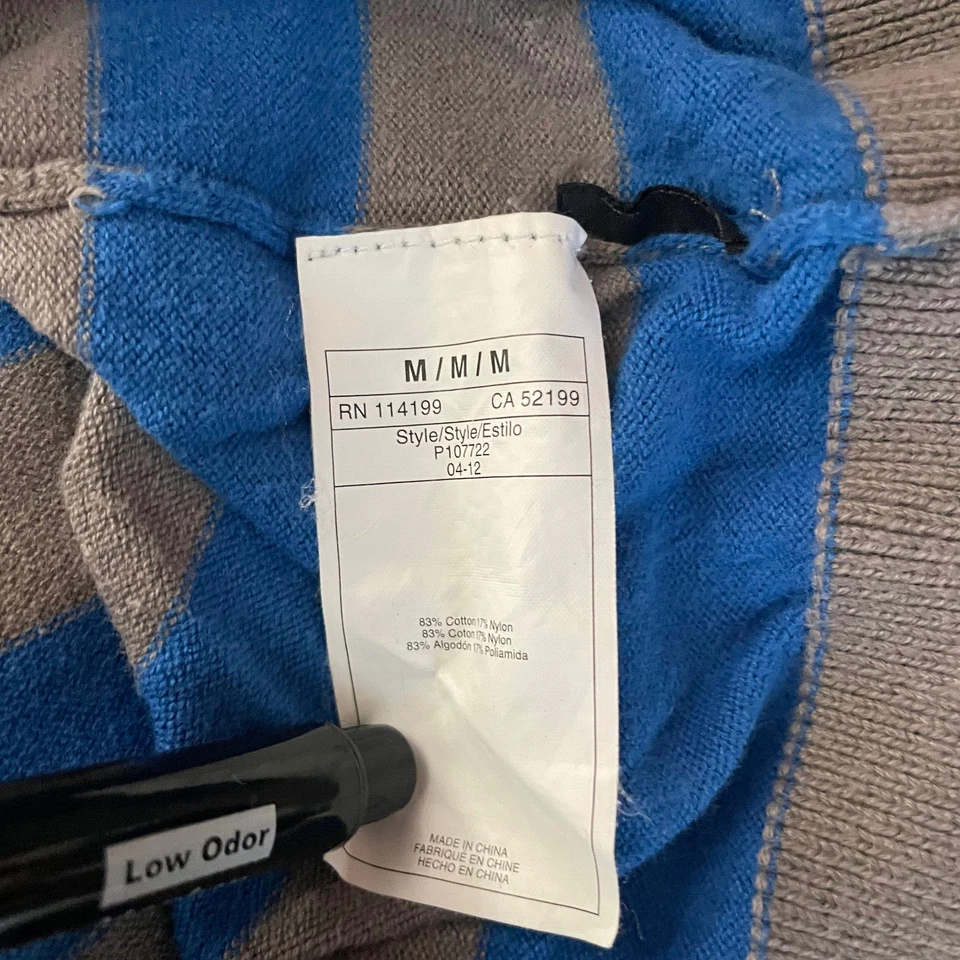 M / M / M
RN 114199 CA 52199
Style/Style/Estilo
P107722
04-12
83% Cotton 17% Nylon
83% Coton 17% Nylon
83% Algodón 17% Poliamida
Low Odor
MADE IN CHINA
FABRIQUÉ EN CHINE
HECHO EN CHINA